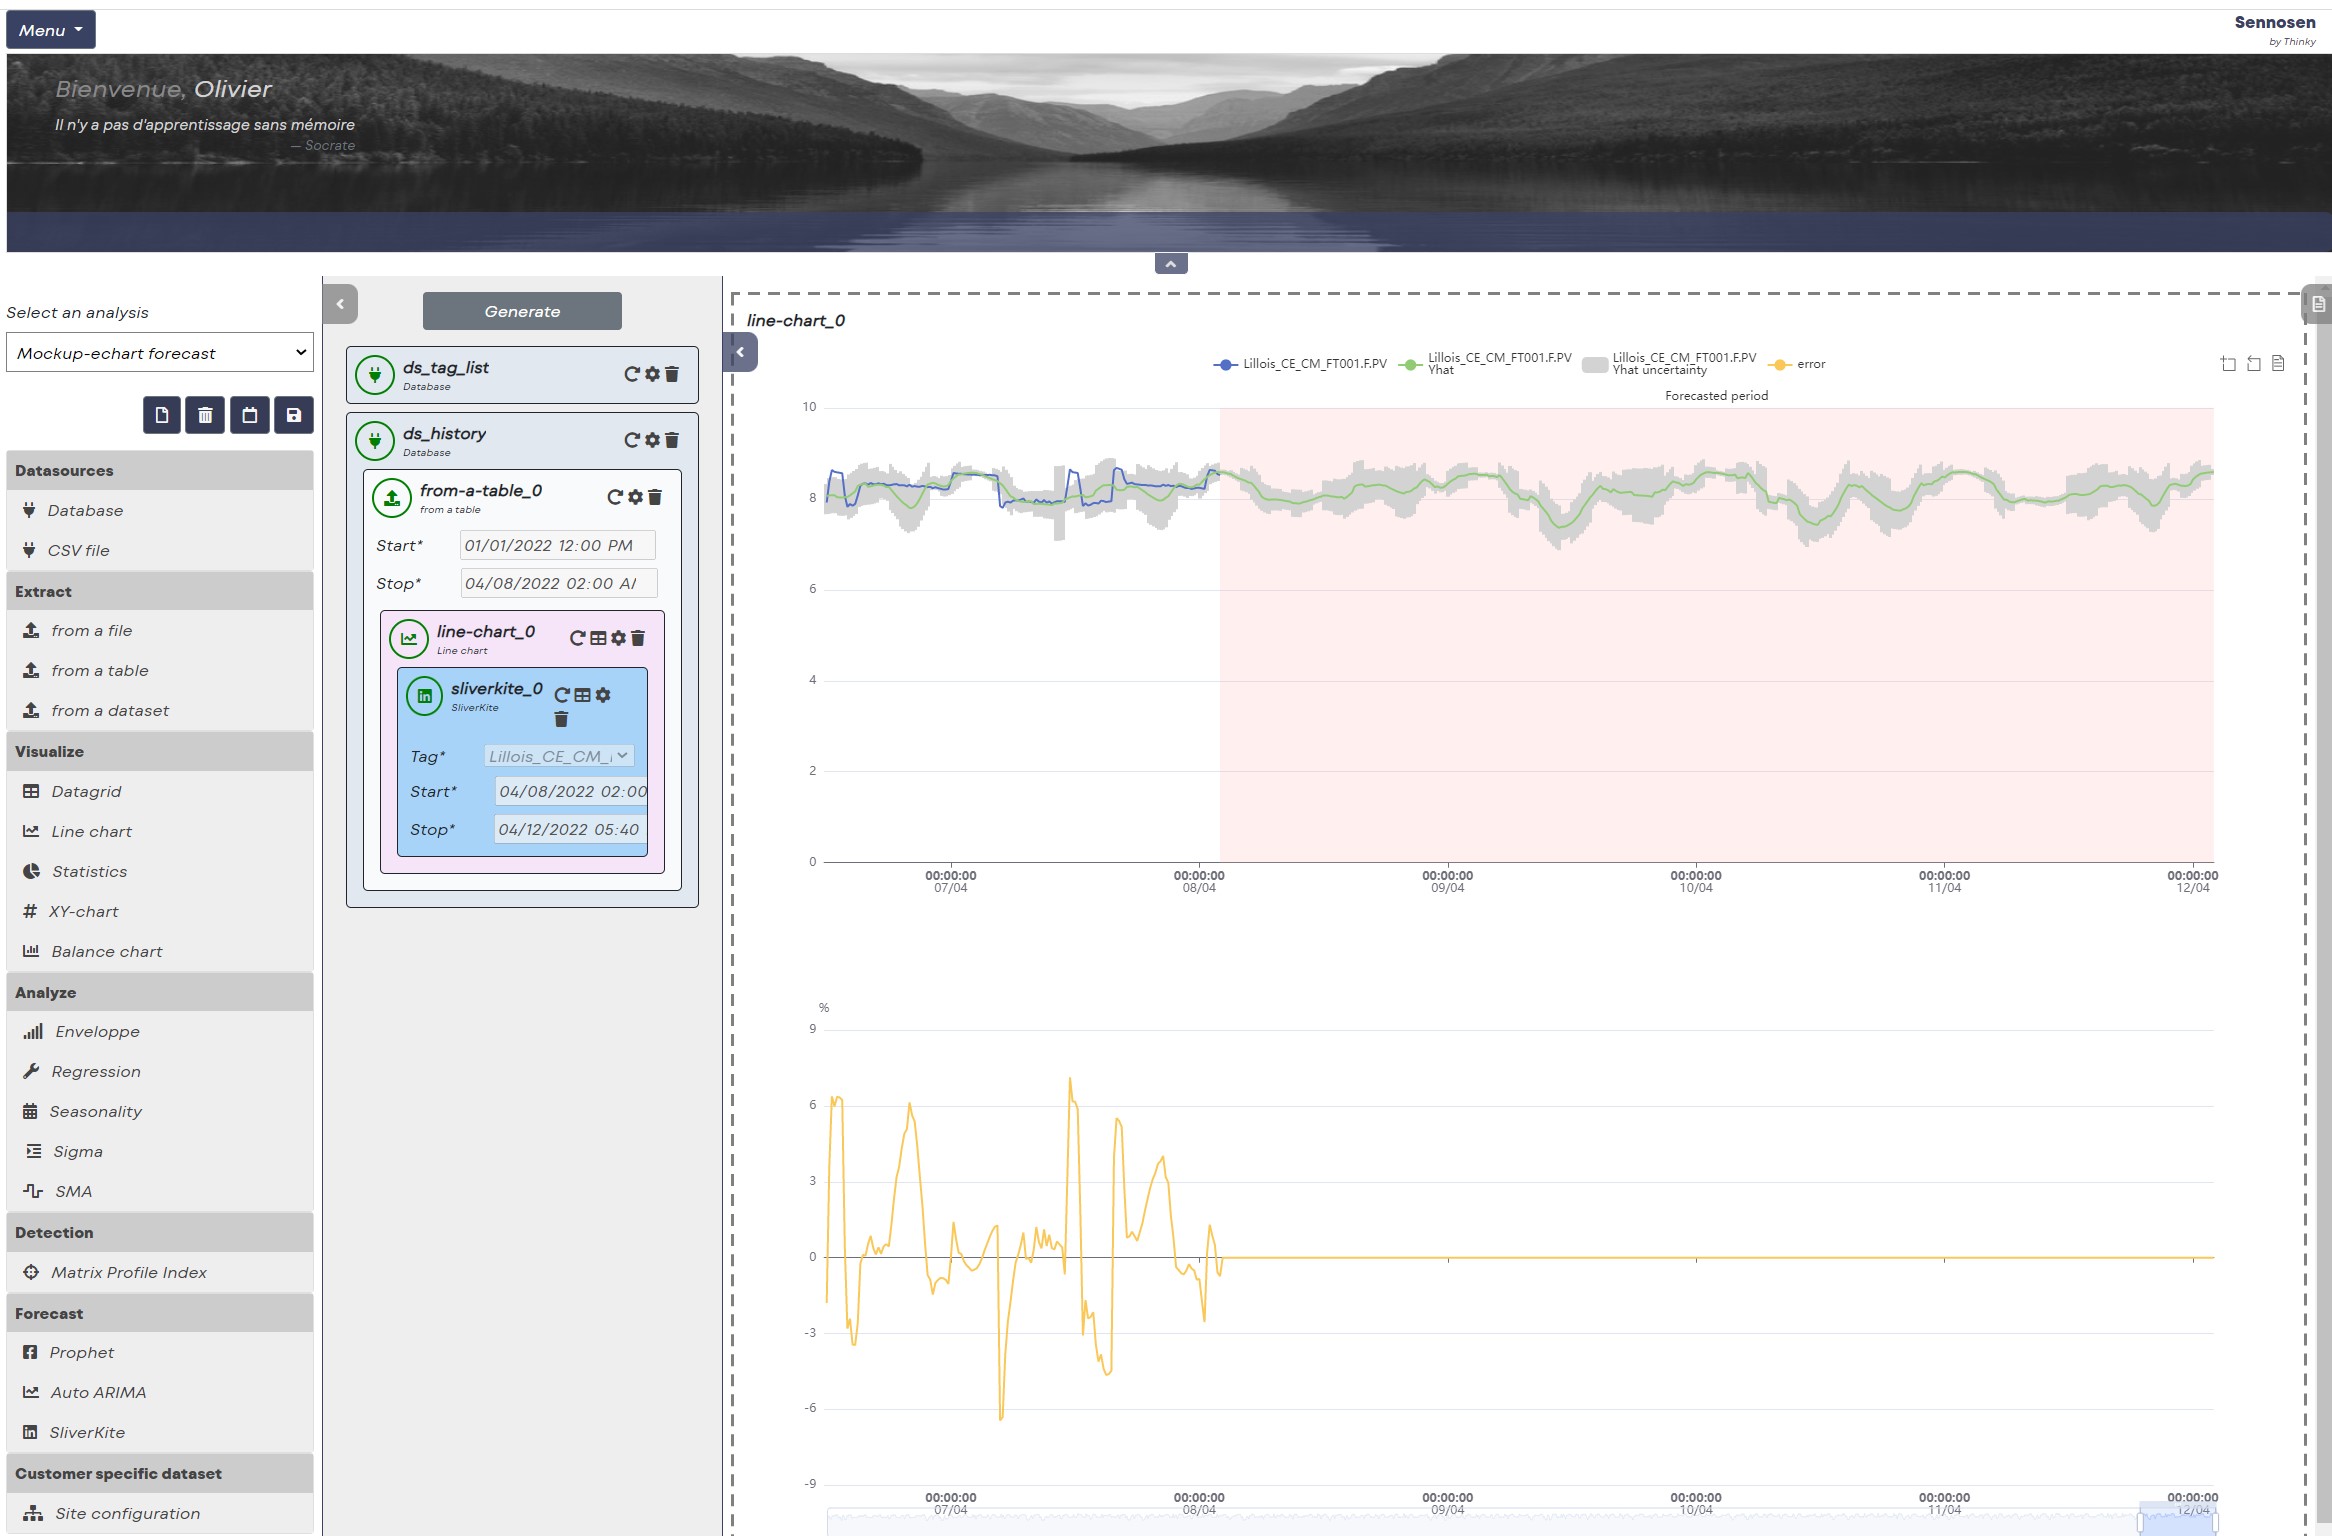 Menu
Sennosen
by Thinky
Bienvenue, Olivier
Il n'y a pas d'apprentissage sans mémoire
— Socrate
Select an analysis
Mockup-echart forecast
Datasources
Database
CSV file
Extract
from a file
from a table
from a dataset
Visualize
Datagrid
Line chart
Statistics
XY-chart
Balance chart
Analyze
Enveloppe
Regression
Seasonality
Sigma
SMA
Detection
Matrix Profile Index
Forecast
Prophet
Auto ARIMA
SliverKite
Customer specific dataset
Site configuration
Generate
ds_tag_list
Database
ds_history
Database
from-a-table_0
from a table
Start* 01/01/2022 12:00 PM
Stop* 04/08/2022 02:00 A
line-chart_0
Line chart
sliverkite_0
SliverKite
Tag* Lillois_CE_CM_
Start* 04/08/2022 02:00
Stop* 04/12/2022 05:40
line-chart_0
Lillois_CE_CM_FT001.F.PV
Lillois_CE_CM_FT001.F.PV
Yhat
Lillois_CE_CM_FT001.F.PV
Yhat uncertainty
error
Forecasted period
10
8
6
4
2
0
00:00:00 00:00:00 00:00:00 00:00:00 00:00:00 00:00:00
07/04 08/04 09/04 10/04 11/04 12/04
%
9
6
3
0
-3
-6
-9
00:00:00 00:00:00 00:00:00 00:00:00 00:00:00 00:00:00
07/04 08/04 09/04 10/04 11/04 12/04